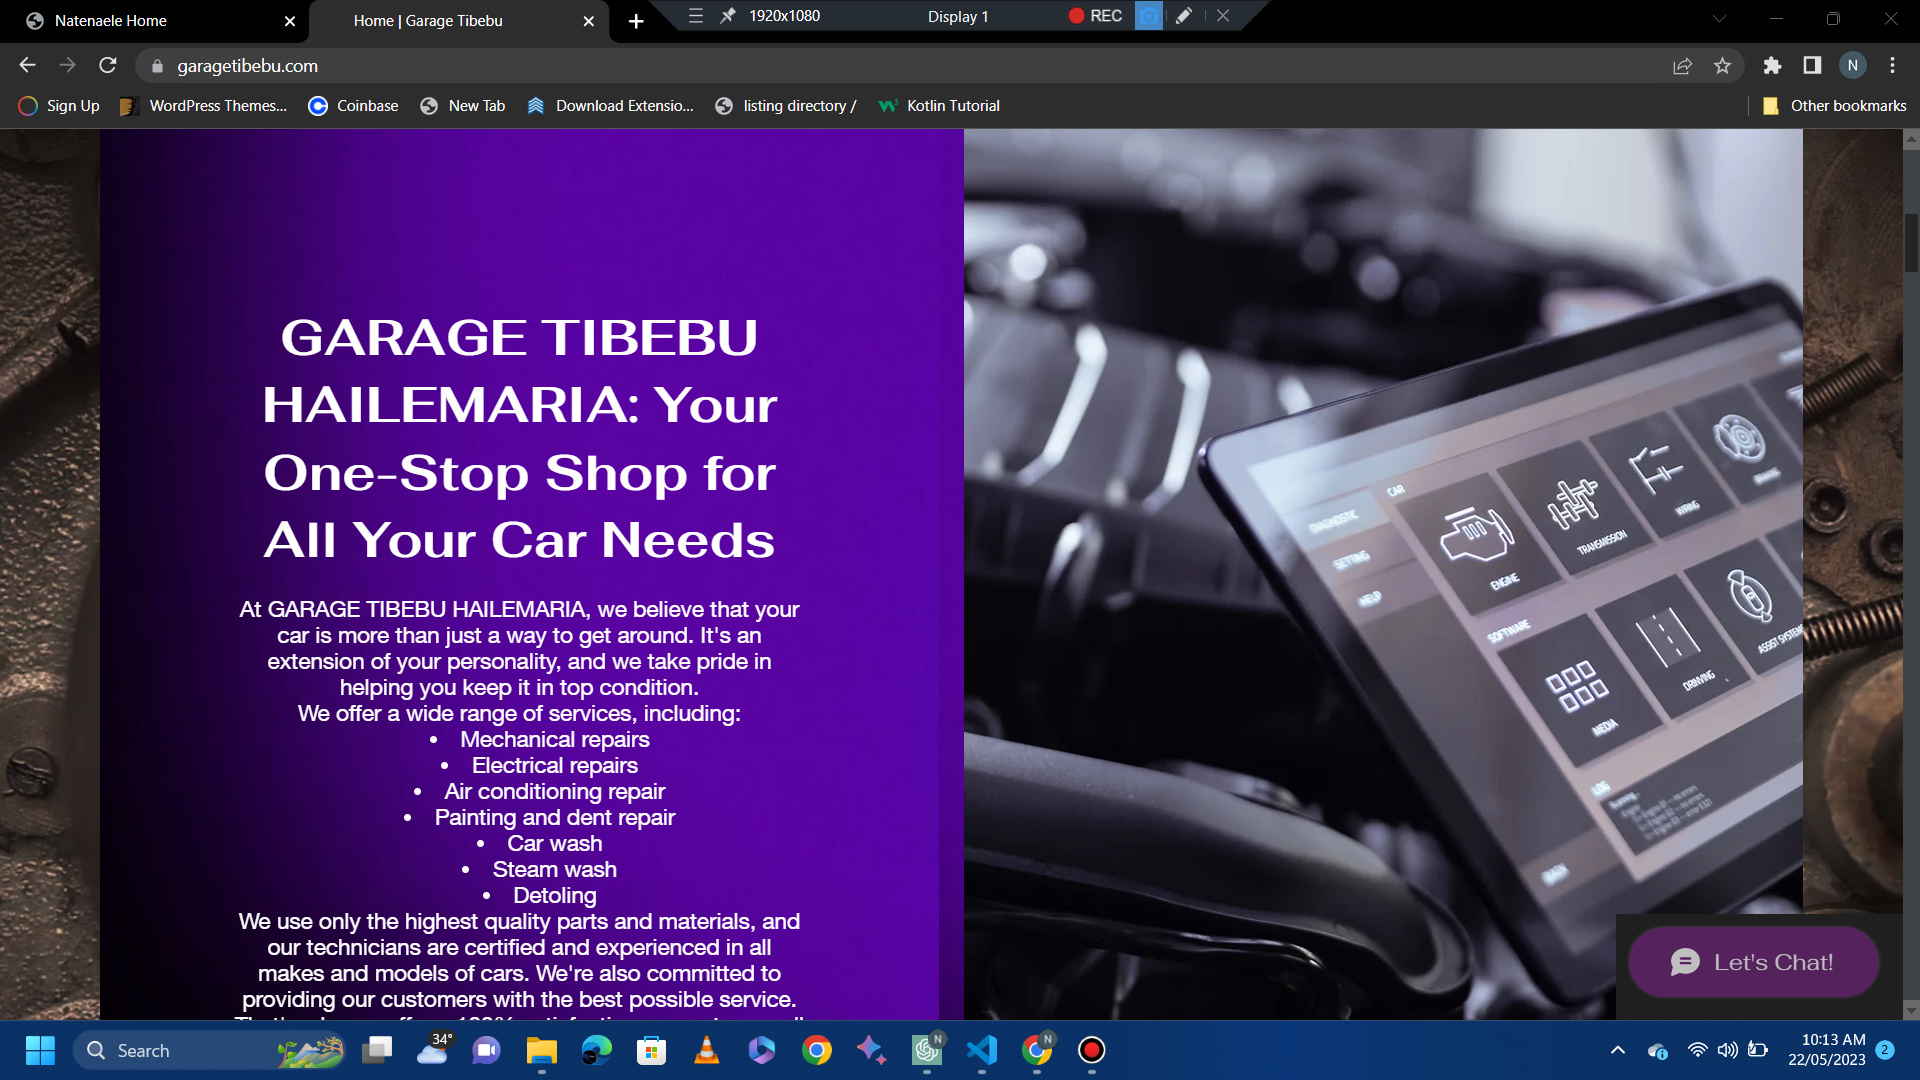 Natenaele Home
Home | Garage Tibebu
1920x1080
Display 1
REC
garagetibebu.com
N
Sign Up
WordPress Themes...
Coinbase
New Tab
Download Extensio...
listing directory /
Kotlin Tutorial
Other bookmarks
GARAGE TIBEBU
HAILEMARIA: Your
One-Stop Shop for
All Your Car Needs
At GARAGE TIBEBU HAILEMARIA, we believe that your
car is more than just a way to get around. It's an
extension of your personality, and we take pride in
helping you keep it in top condition.
We offer a wide range of services, including:
• Mechanical repairs
• Electrical repairs
• Air conditioning repair
• Painting and dent repair
• Car wash
• Steam wash
• Detoling
We use only the highest quality parts and materials, and
our technicians are certified and experienced in all
makes and models of cars. We're also committed to
providing our customers with the best possible service.
CAR
DIAGNOSTIC
SETTING
HELP
ENGINE
TRANSMISSION
WIRING
BRAKE
SOFTWARE
MEDIA
DRIVING
ASSIST SYSTEMS
LOG
Scanning...
BACK
Let's Chat!
Search
34°
N
N
10:13 AM
22/05/2023
2